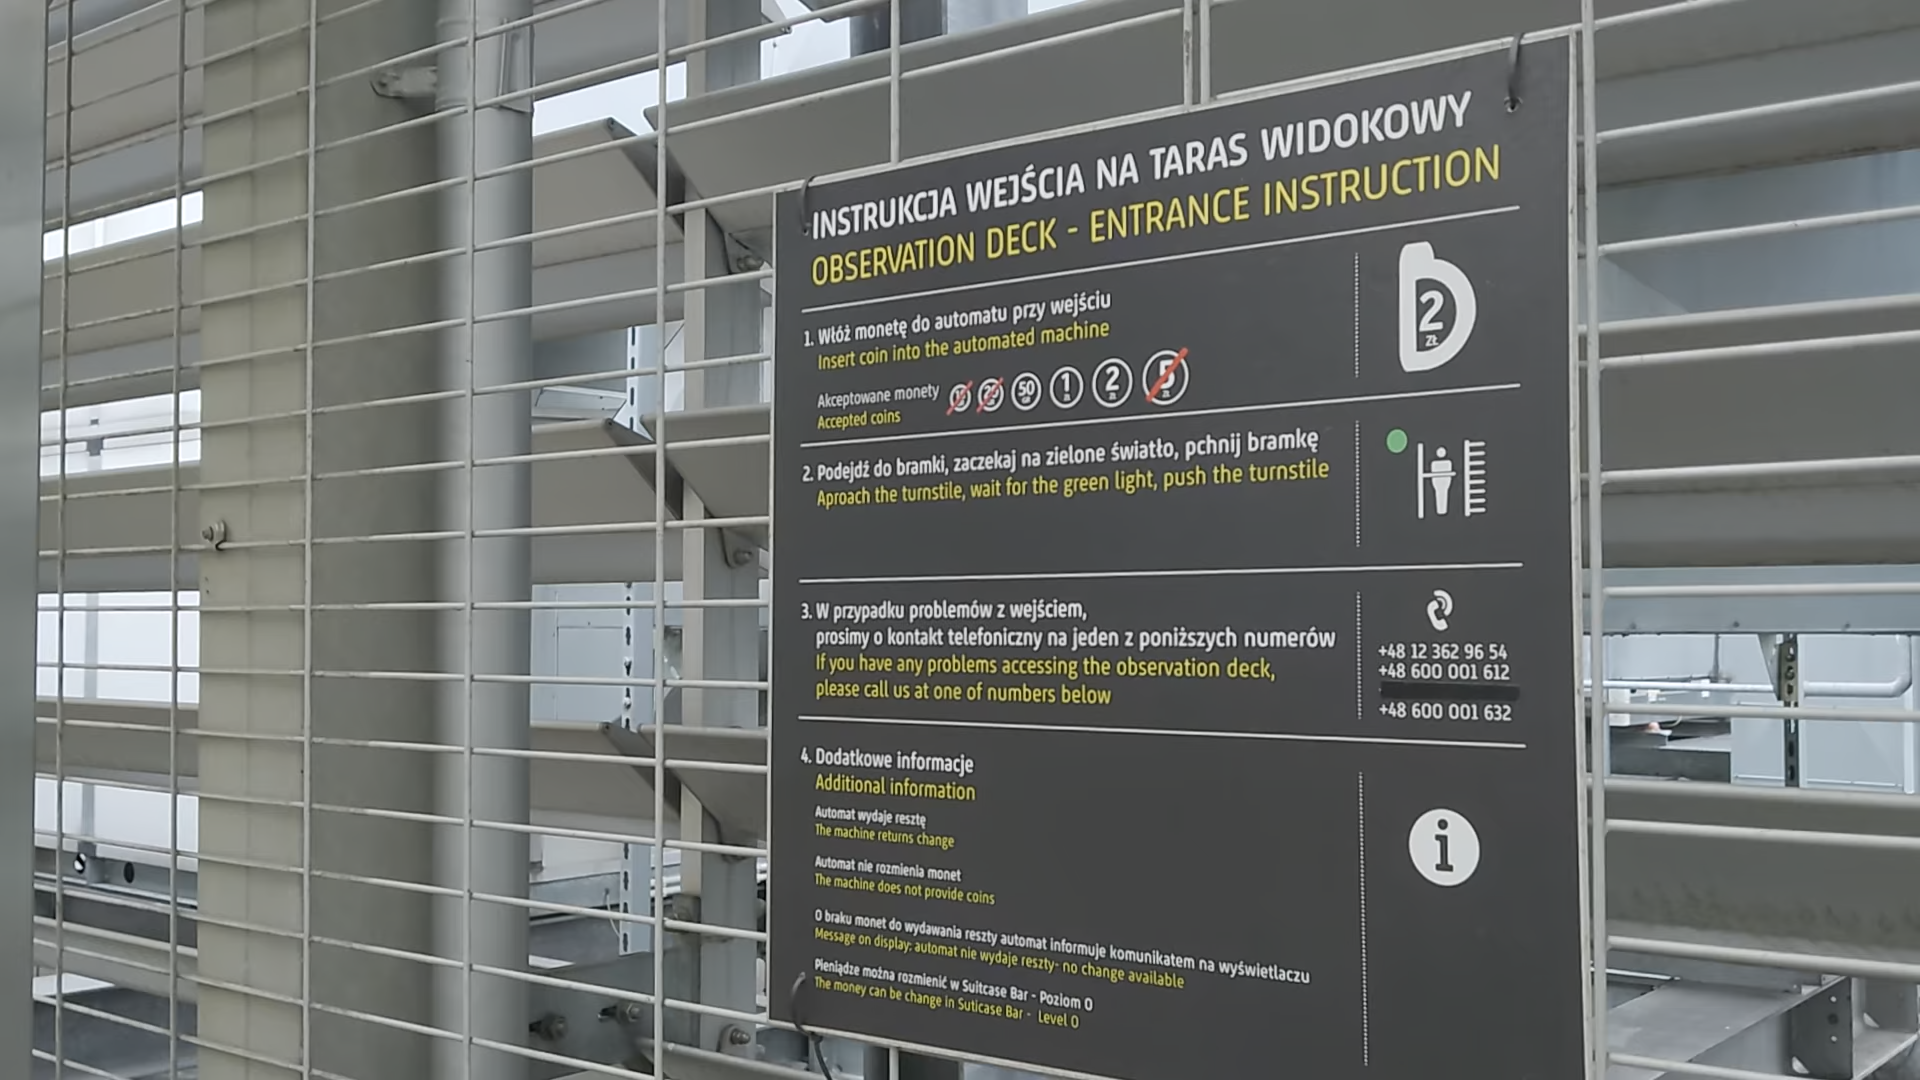 INSTRUKCJA WEJŚCIA NA TARAS WIDOKOWY
OBSERVATION DECK - ENTRANCE INSTRUCTION
1. Włóż monetę do automatu przy wejściu
Insert coin into the automated machine
Akceptowane monety
Accepted coins
50 1 2 5
2 ZŁ
2. Podejdź do bramki, zaczekaj na zielone światło, pchnij bramkę
Aproach the turnstile, wait for the green light, push the turnstile
3. W przypadku problemów z wejściem,
prosimy o kontakt telefoniczny na jeden z poniższych numerów
If you have any problems accessing the observation deck,
please call us at one of numbers below
+48 12 362 96 54
+48 600 001 612
+48 600 001 632
4. Dodatkowe informacje
Additional information
Automat wydaje resztę
The machine returns change
Automat nie rozmienia monet
The machine does not provide coins
O braku monet do wydawania reszty automat informuje komunikatem na wyświetlaczu
Message on display: automat nie wydaje reszty- no change available
Pieniądze można rozmienić w Suitcase Bar - Poziom 0
The money can be change in Suticase Bar - Level 0
i